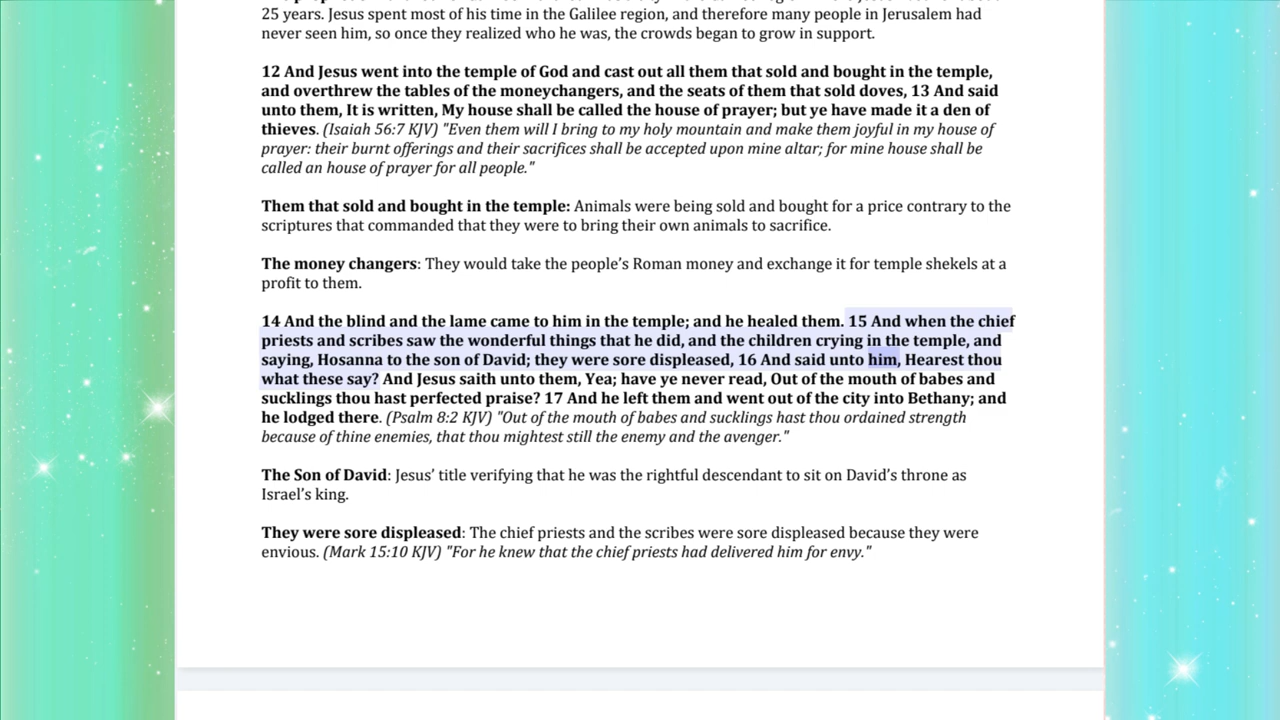 25 years. Jesus spent most of his time in the Galilee region, and therefore many people in Jerusalem had
never seen him, so once they realized who he was, the crowds began to grow in support.
12 And Jesus went into the temple of God and cast out all them that sold and bought in the temple,
and overthrew the tables of the moneychangers, and the seats of them that sold doves, 13 And said
unto them, It is written, My house shall be called the house of prayer; but ye have made it a den of
thieves. (Isaiah 56:7 KJV) "Even them will I bring to my holy mountain and make them joyful in my house of
prayer: their burnt offerings and their sacrifices shall be accepted upon mine altar; for mine house shall be
called an house of prayer for all people."
Them that sold and bought in the temple: Animals were being sold and bought for a price contrary to the
scriptures that commanded that they were to bring their own animals to sacrifice.
The money changers: They would take the people's Roman money and exchange it for temple shekels at a
profit to them.
14 And the blind and the lame came to him in the temple; and he healed them. 15 And when the chief
priests and scribes saw the wonderful things that he did, and the children crying in the temple, and
saying, Hosanna to the son of David; they were sore displeased, 16 And said unto him, Hearest thou
what these say? And Jesus saith unto them, Yea; have ye never read, Out of the mouth of babes and
sucklings thou hast perfected praise? 17 And he left them and went out of the city into Bethany; and
he lodged there. (Psalm 8:2 KJV) "Out of the mouth of babes and sucklings hast thou ordained strength
because of thine enemies, that thou mightest still the enemy and the avenger."
The Son of David: Jesus' title verifying that he was the rightful descendant to sit on David's throne as
Israel's king.
They were sore displeased: The chief priests and the scribes were sore displeased because they were
envious. (Mark 15:10 KJV) "For he knew that the chief priests had delivered him for envy."